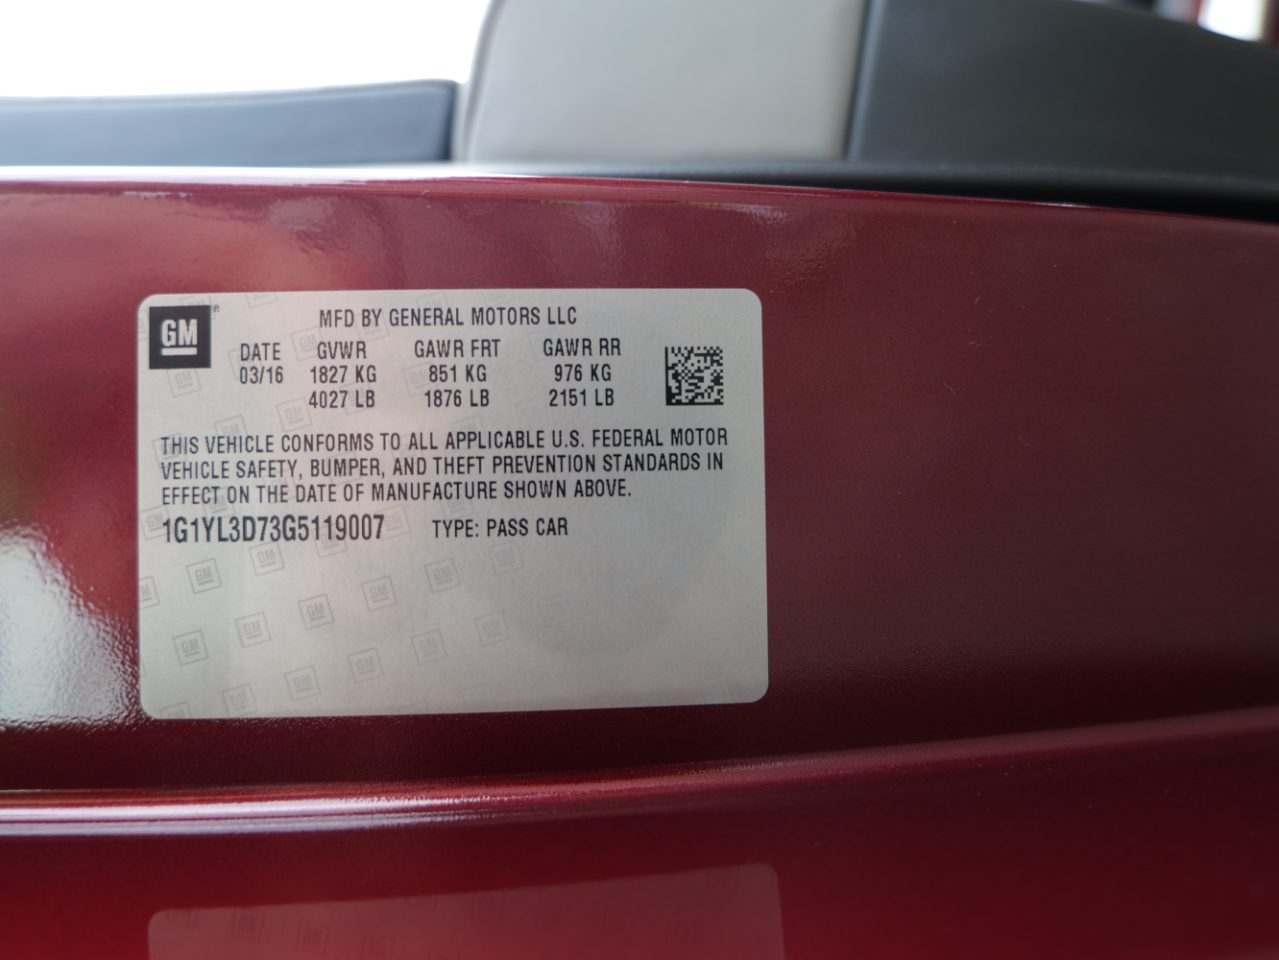 GM
MFD BY GENERAL MOTORS LLC
DATE GVWR GAWR FRT GAWR RR
03/16 1827 KG 851 KG 976 KG
4027 LB 1876 LB 2151 LB
THIS VEHICLE CONFORMS TO ALL APPLICABLE U.S. FEDERAL MOTOR
VEHICLE SAFETY, BUMPER, AND THEFT PREVENTION STANDARDS IN
EFFECT ON THE DATE OF MANUFACTURE SHOWN ABOVE.
1G1YL3D73G5119007 TYPE: PASS CAR